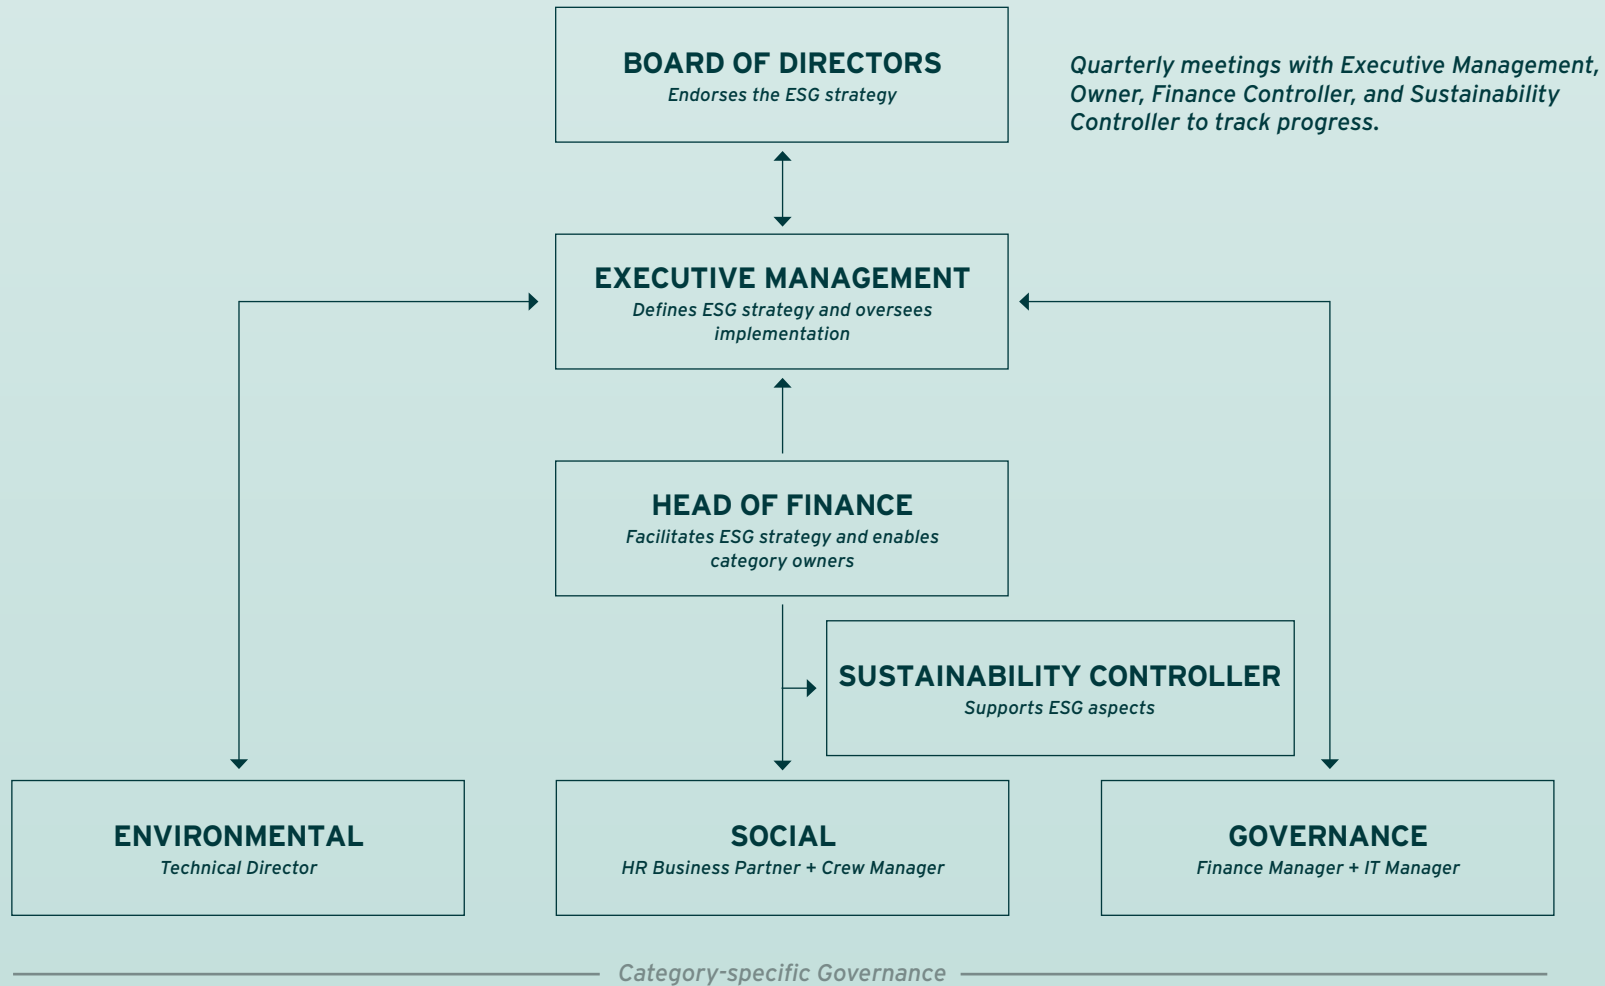 BOARD OF DIRECTORS
Endorses the ESG strategy
Quarterly meetings with Executive Management,
Owner, Finance Controller, and Sustainability
Controller to track progress.
EXECUTIVE MANAGEMENT
Defines ESG strategy and oversees
implementation
HEAD OF FINANCE
Facilitates ESG strategy and enables
category owners
SUSTAINABILITY CONTROLLER
Supports ESG aspects
ENVIRONMENTAL
Technical Director
SOCIAL
HR Business Partner + Crew Manager
GOVERNANCE
Finance Manager + IT Manager
Category-specific Governance